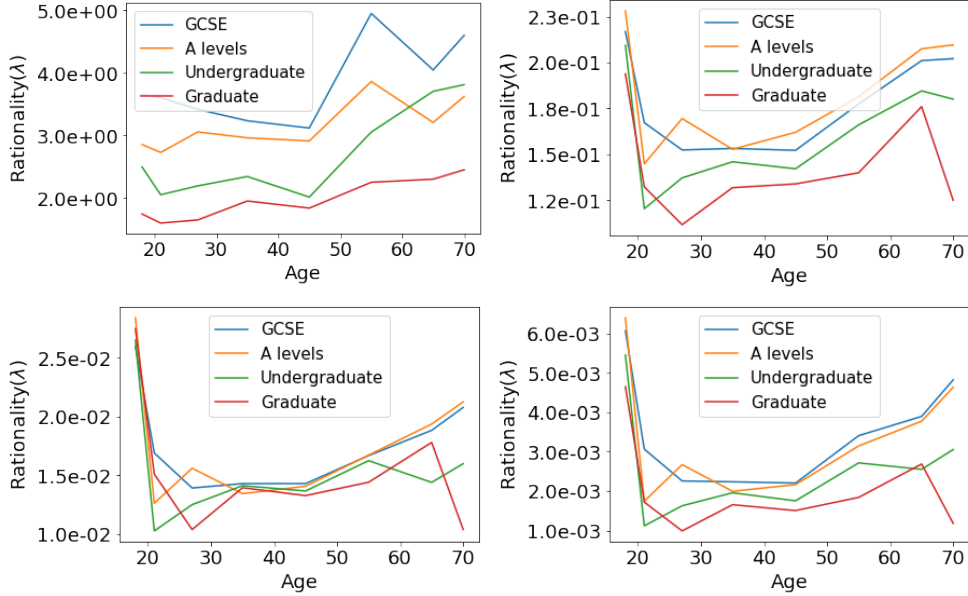 5.0e+00
4.0e+00
3.0e+00
2.0e+00
Rationality(λ)
GCSE
A levels
Undergraduate
Graduate
20 30 40 50 60 70
Age
2.3e-01
2.0e-01
1.8e-01
1.5e-01
1.2e-01
Rationality(λ)
GCSE
A levels
Undergraduate
Graduate
20 30 40 50 60 70
Age
2.5e-02
2.0e-02
1.5e-02
1.0e-02
Rationality(λ)
GCSE
A levels
Undergraduate
Graduate
20 30 40 50 60 70
Age
6.0e-03
5.0e-03
4.0e-03
3.0e-03
2.0e-03
1.0e-03
Rationality(λ)
GCSE
A levels
Undergraduate
Graduate
20 30 40 50 60 70
Age